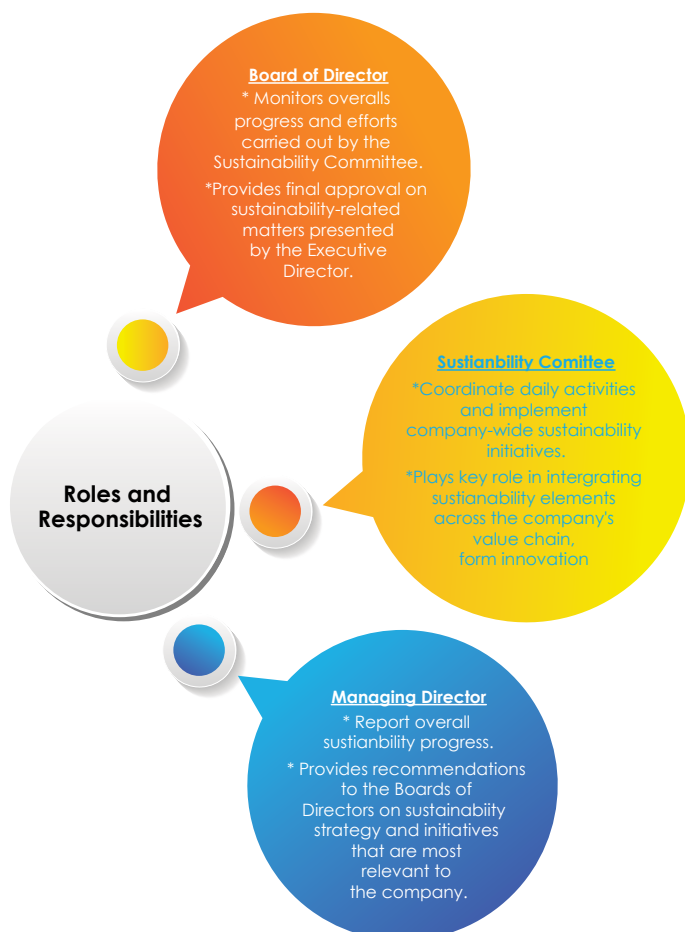 Board of Director
* Monitors overalls
progress and efforts
carried out by the
Sustainability Committee.
*Provides final approval on
sustainability-related
matters presented
by the Executive
Director.
Sustianbility Comittee
*Coordinate daily activities
and implement
company-wide sustainability
initiatives.
*Plays key role in intergrating
sustianability elements
across the company's
value chain,
form innovation
Roles and
Responsibilities
Managing Director
* Report overall
sustianbility progress.
* Provides recommendations
to the Boards of
Directors on sustainabiity
strategy and initiatives
that are most
relevant to
the company.